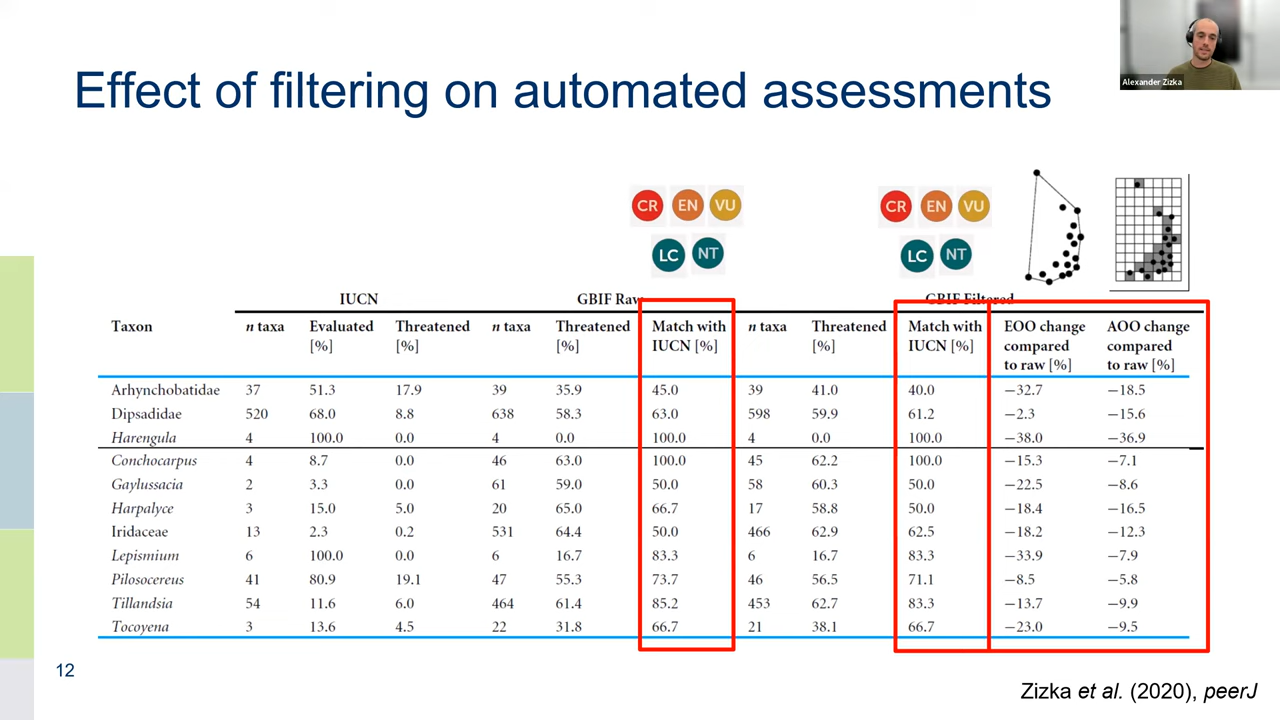 Effect of filtering on automated assessments
Alexander Zizka
CR EN VU
LC NT
CR EN VU
LC NT
IUCN GBIF Raw GBIF Filtered
Taxon n taxa Evaluated [%] Threatened [%] n taxa Threatened [%] Match with IUCN [%] n taxa Threatened [%] Match with IUCN [%] EOO change compared to raw [%] AOO change compared to raw [%]
Arhynchobatidae 37 51.3 17.9 39 35.9 45.0 39 41.0 40.0 −32.7 −18.5
Dipsadidae 520 68.0 8.8 638 58.3 63.0 598 59.9 61.2 −2.3 −15.6
Harengula 4 100.0 0.0 4 0.0 100.0 4 0.0 100.0 −38.0 −36.9
Conchocarpus 4 8.7 0.0 46 63.0 100.0 45 62.2 100.0 −15.3 −7.1
Gaylussacia 2 3.3 0.0 61 59.0 50.0 58 60.3 50.0 −22.5 −8.6
Harpalyce 3 15.0 5.0 20 65.0 66.7 17 58.8 50.0 −18.4 −16.5
Iridaceae 13 2.3 0.2 531 64.4 50.0 466 62.9 62.5 −18.2 −12.3
Lepismium 6 100.0 0.0 6 16.7 83.3 6 16.7 83.3 −33.9 −7.9
Pilosocereus 41 80.9 19.1 47 55.3 73.7 46 56.5 71.1 −8.5 −5.8
Tillandsia 54 11.6 6.0 464 61.4 85.2 453 62.7 83.3 −13.7 −9.9
Tocoyena 3 13.6 4.5 22 31.8 66.7 21 38.1 66.7 −23.0 −9.5
12
Zizka et al. (2020), peerJ